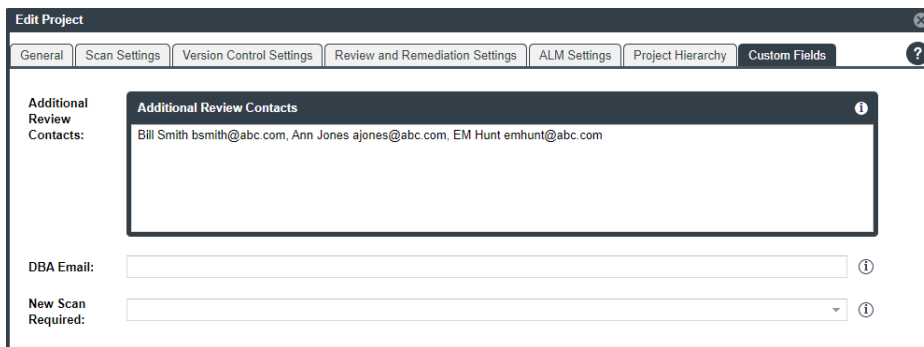 Edit Project
General Scan Settings Version Control Settings Review and Remediation Settings ALM Settings Project Hierarchy Custom Fields ?
Additional Review Contacts:
Additional Review Contacts i
Bill Smith bsmith@abc.com, Ann Jones ajones@abc.com, EM Hunt emhunt@abc.com
DBA Email: i
New Scan Required: i